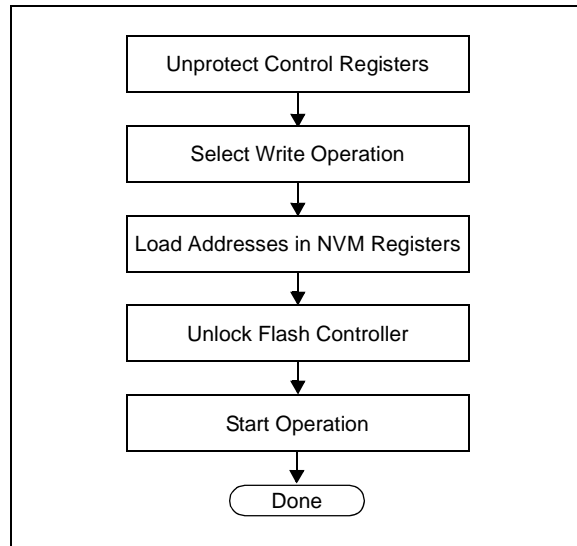 Unprotect Control Registers
Select Write Operation
Load Addresses in NVM Registers
Unlock Flash Controller
Start Operation
Done